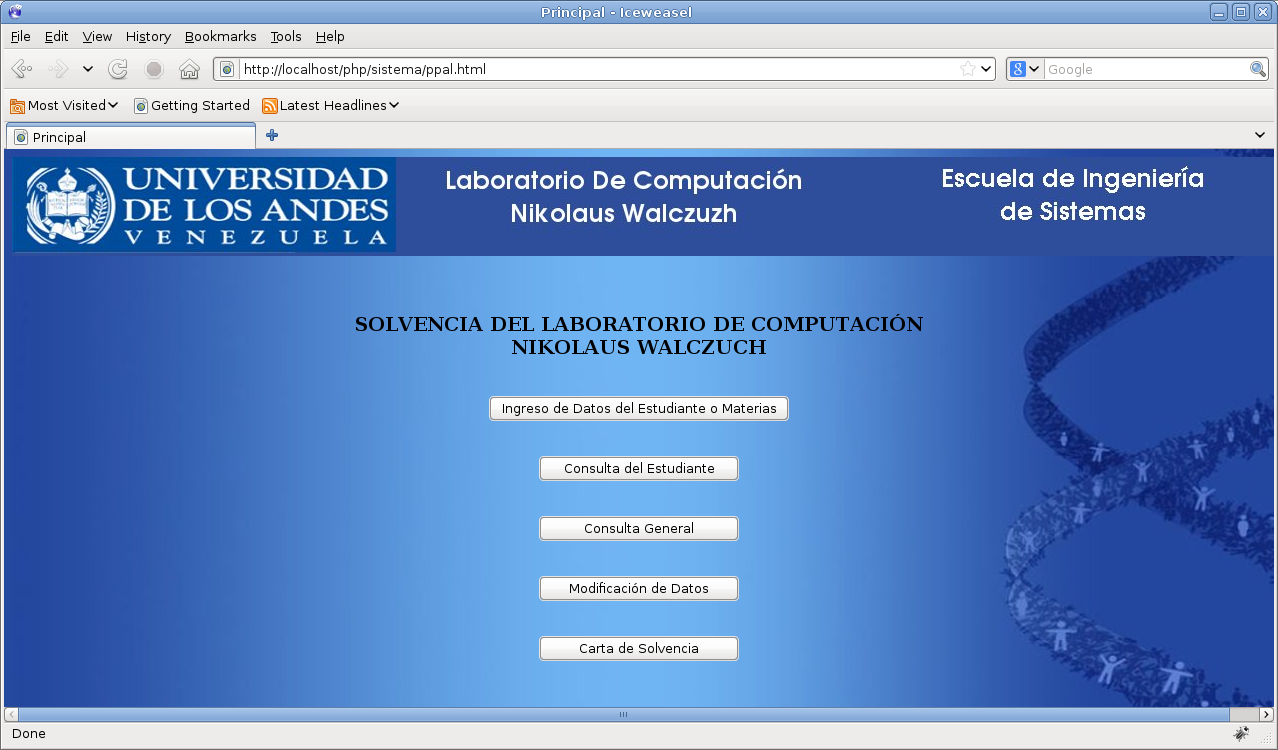 Principal - Iceweasel
File Edit View History Bookmarks Tools Help
http://localhost/php/sistema/ppal.html
Google
Most Visited Getting Started Latest Headlines
Principal
UNIVERSIDAD
DE LOS ANDES
VENEZUELA
Laboratorio De Computación
Nikolaus Walczuzh
Escuela de Ingeniería
de Sistemas
SOLVENCIA DEL LABORATORIO DE COMPUTACIÓN
NIKOLAUS WALCZUCH
Ingreso de Datos del Estudiante o Materias
Consulta del Estudiante
Consulta General
Modificación de Datos
Carta de Solvencia
Done